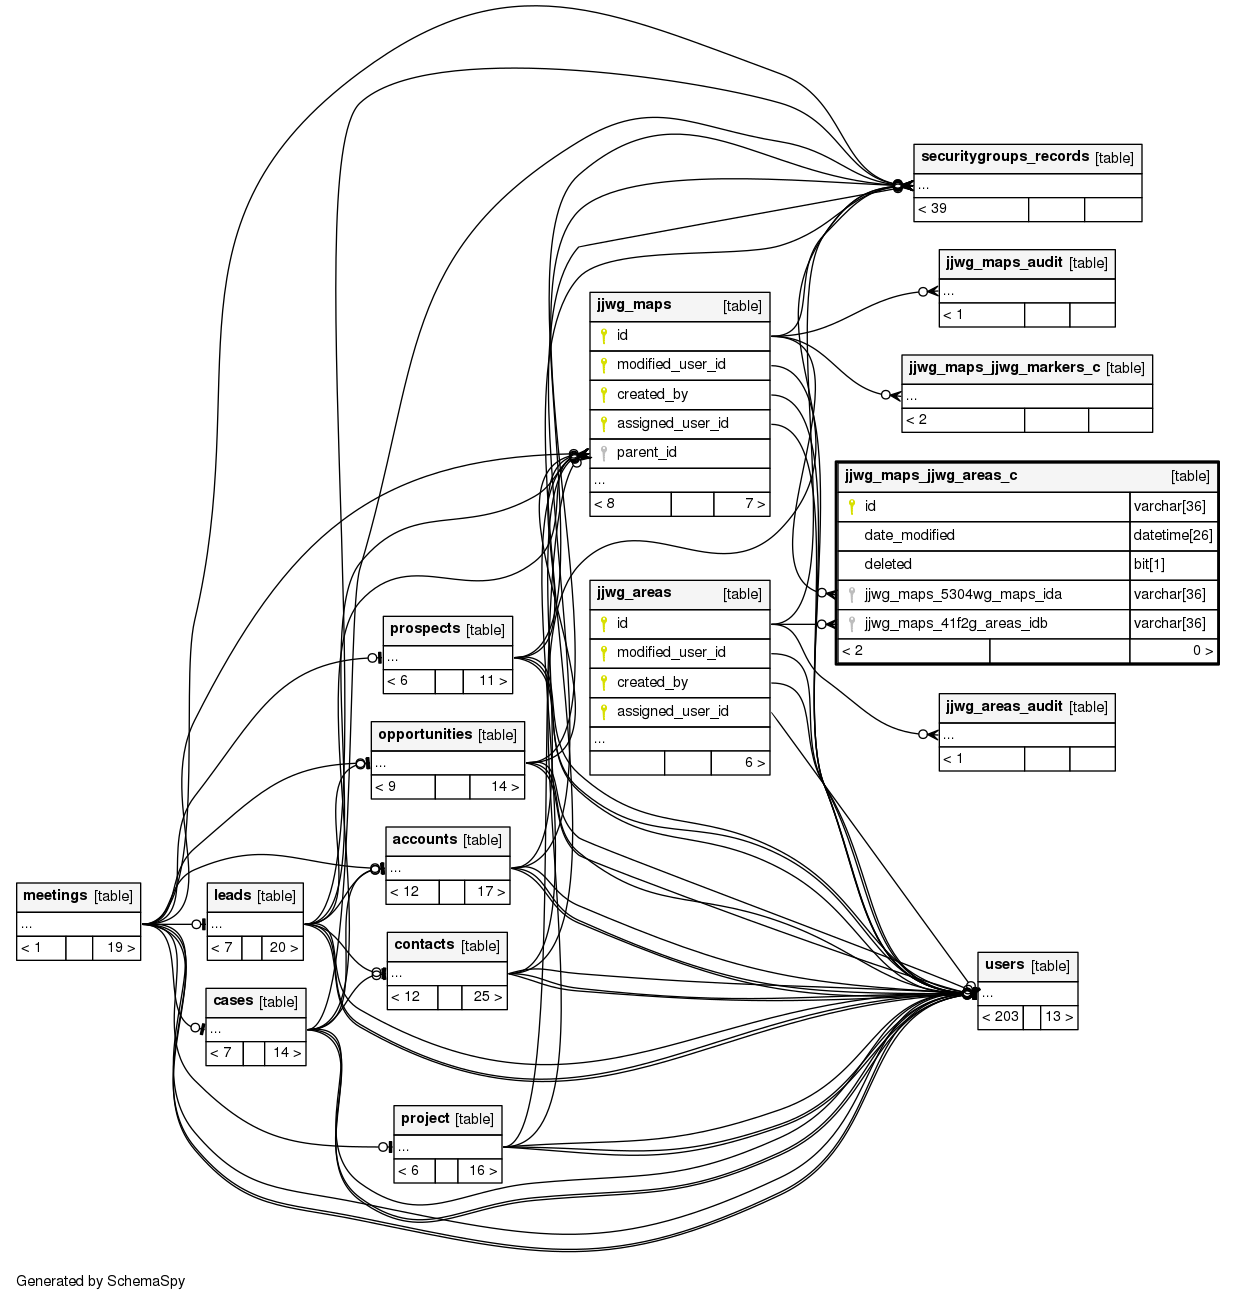 securitygroups_records [table]
...
< 39
jjwg_maps_audit [table]
...
< 1
jjwg_maps [table]
id
modified_user_id
created_by
assigned_user_id
parent_id
...
< 8 7 >
jjwg_maps_jjwg_markers_c [table]
...
< 2
jjwg_maps_jjwg_areas_c [table]
id varchar[36]
date_modified datetime[26]
deleted bit[1]
jjwg_maps_5304wg_maps_ida varchar[36]
jjwg_maps_41f2g_areas_idb varchar[36]
< 2 0 >
jjwg_areas [table]
id
modified_user_id
created_by
assigned_user_id
...
6 >
prospects [table]
...
< 6 11 >
jjwg_areas_audit [table]
...
< 1
opportunities [table]
...
< 9 14 >
accounts [table]
...
< 12 17 >
meetings [table]
...
< 1 19 >
leads [table]
...
< 7 20 >
contacts [table]
...
< 12 25 >
users [table]
...
< 203 13 >
cases [table]
...
< 7 14 >
project [table]
...
< 6 16 >
Generated by SchemaSpy